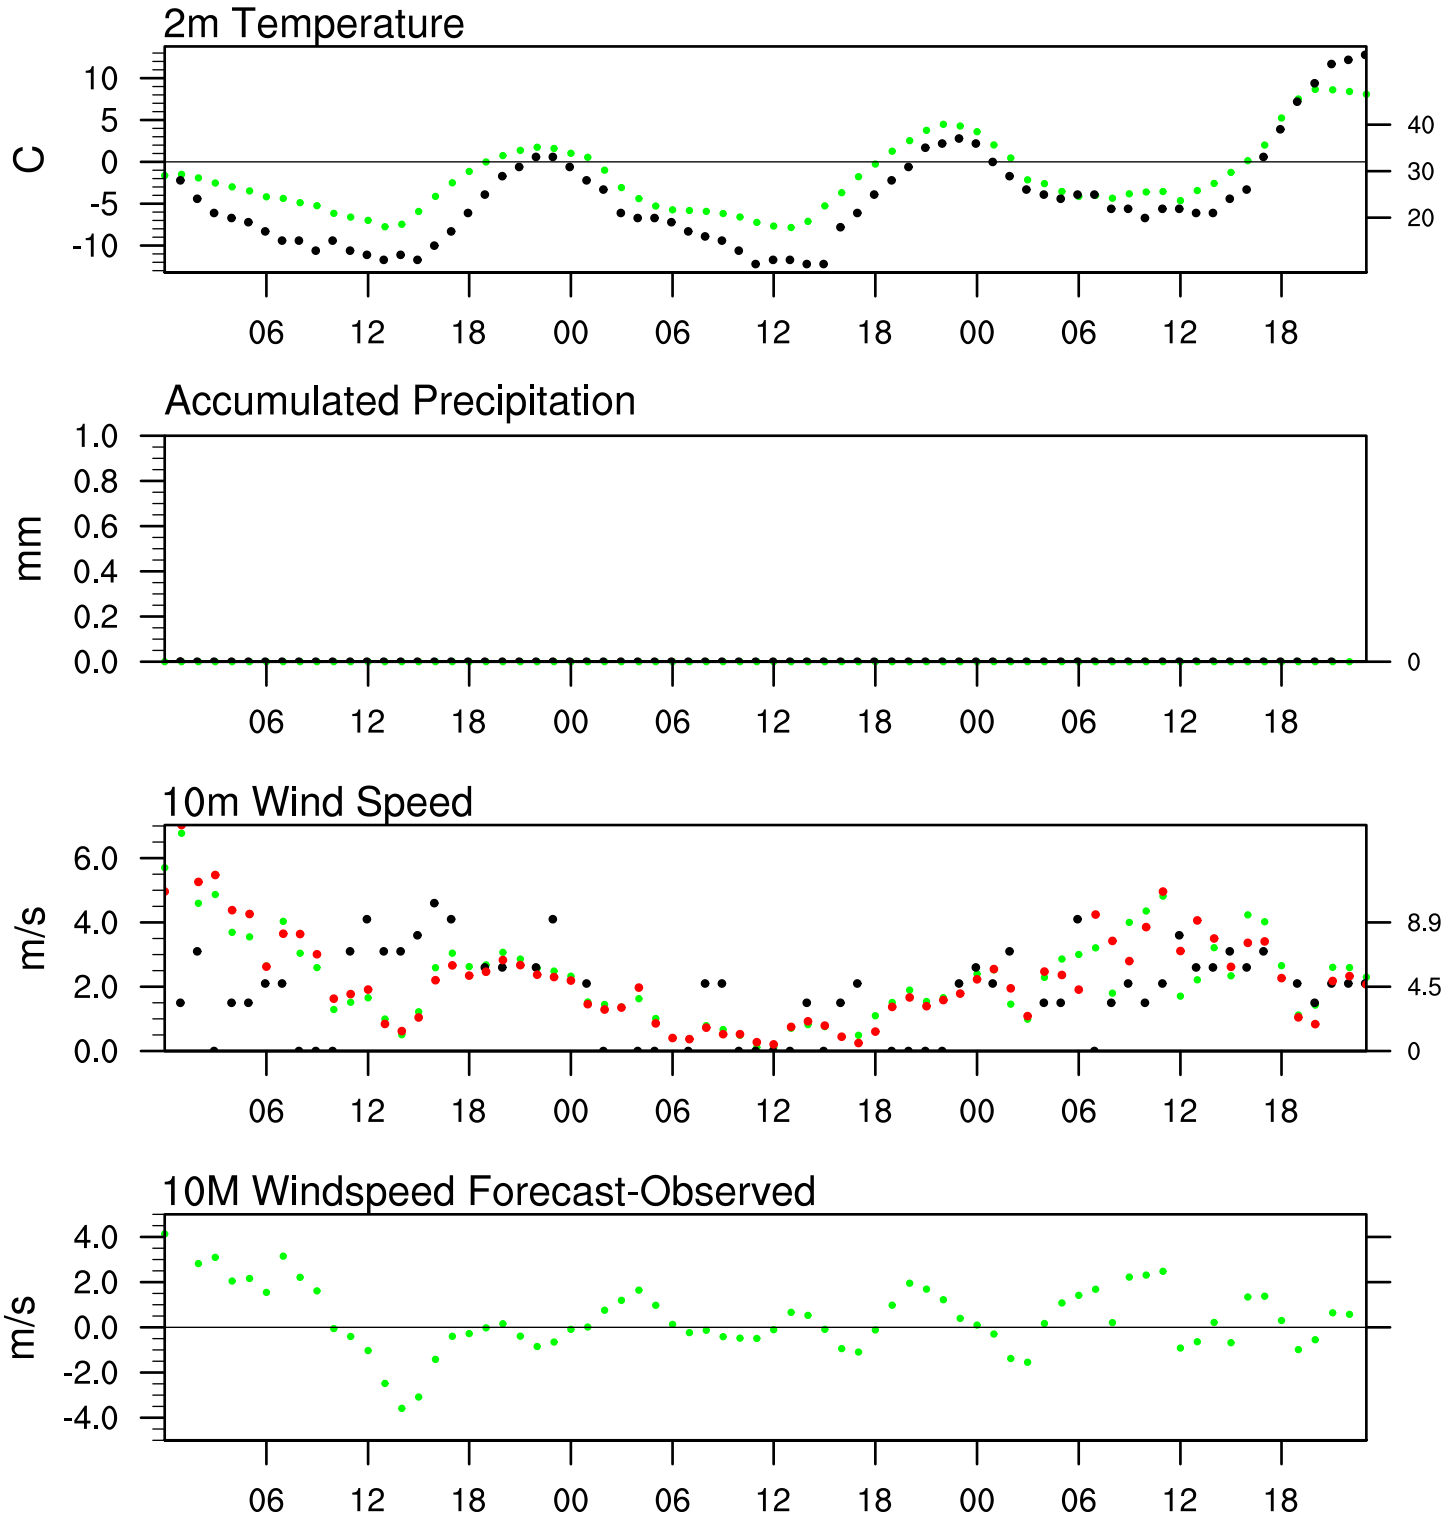 2m Temperature
10
5
0
-5
-10
C
40
30
20
06 12 18 00 06 12 18 00 06 12 18
Accumulated Precipitation
1.0
0.8
0.6
0.4
0.2
0.0
mm
0
06 12 18 00 06 12 18 00 06 12 18
10m Wind Speed
6.0
4.0
2.0
0.0
m/s
8.9
4.5
0
06 12 18 00 06 12 18 00 06 12 18
10M Windspeed Forecast-Observed
4.0
2.0
0.0
-2.0
-4.0
m/s
06 12 18 00 06 12 18 00 06 12 18